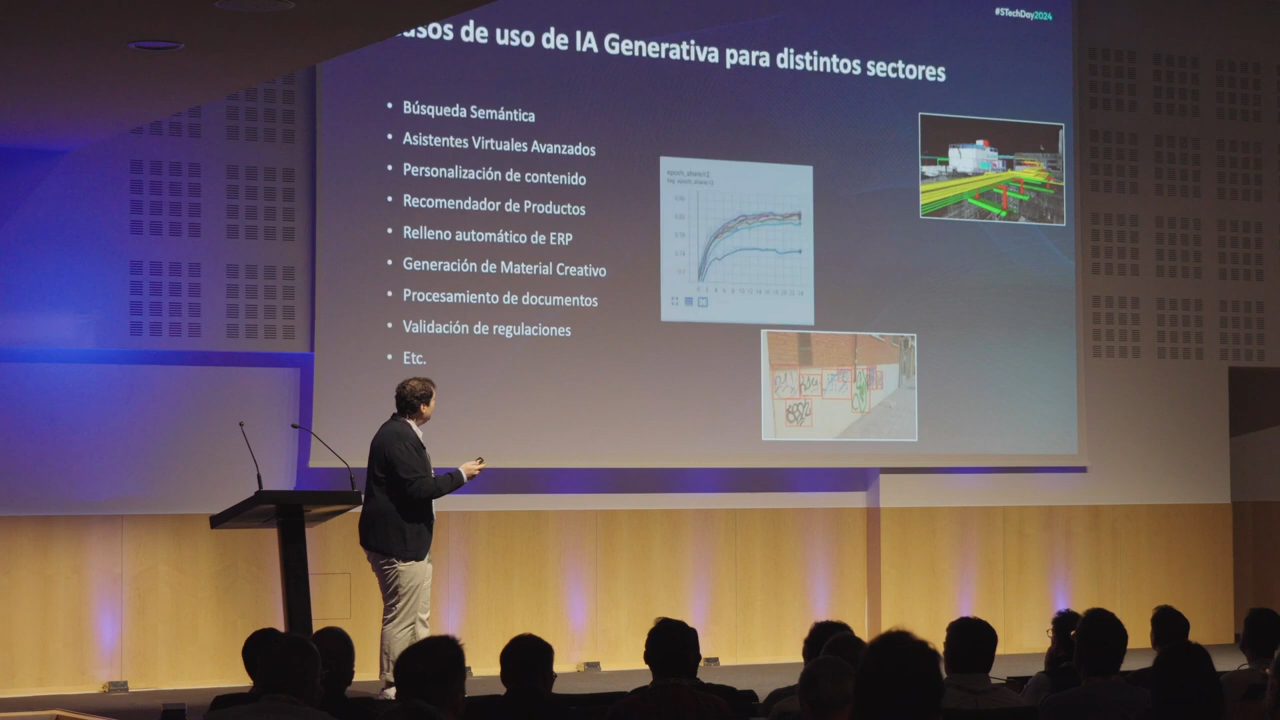 #STechDay2024
asos de uso de IA Generativa para distintos sectores
• Búsqueda Semántica
• Asistentes Virtuales Avanzados
• Personalización de contenido
• Recomendador de Productos
• Relleno automático de ERP
• Generación de Material Creativo
• Procesamiento de documentos
• Validación de regulaciones
• Etc.